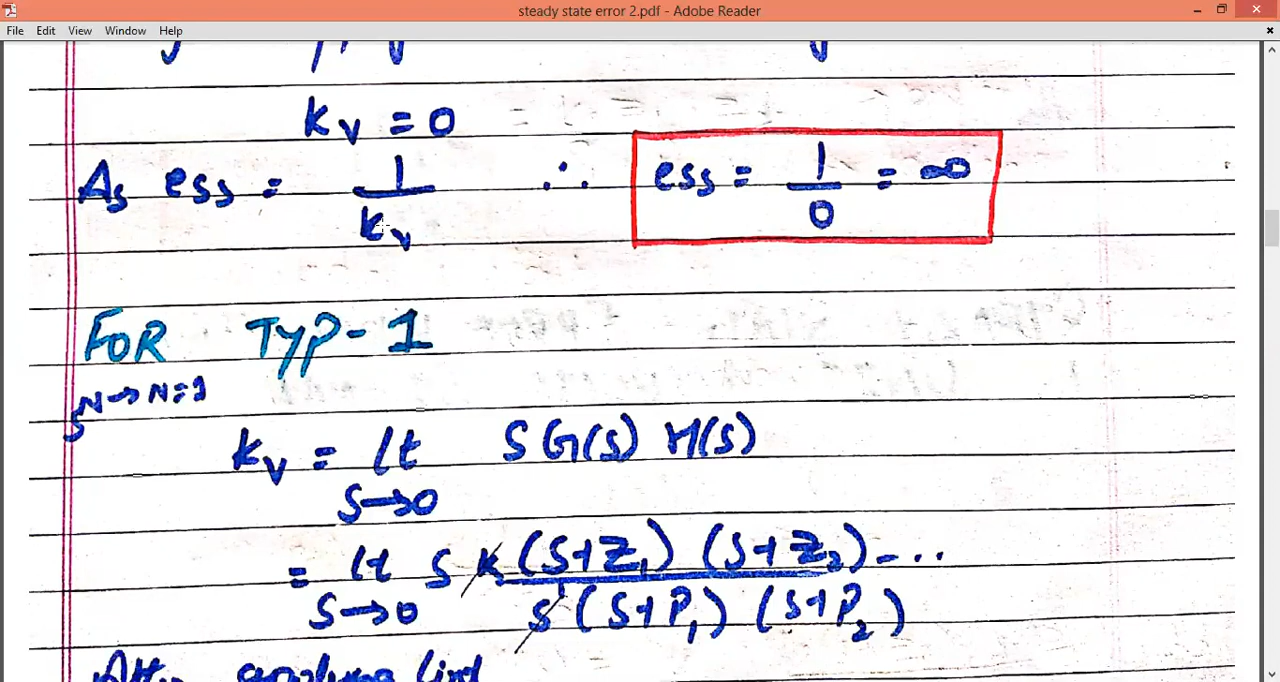 steady state error 2.pdf - Adobe Reader
File Edit View Window Help
Kv = 0
As ess = 1/Kv ∴ ess = 1/0 = ∞
FOR TYP-1
S^N → N=1
Kv = lt S→0 S G(S) H(S)
= lt S→0 S K(S+Z1) (S+Z2)-... / S^1 (S+P1) (S+P2)